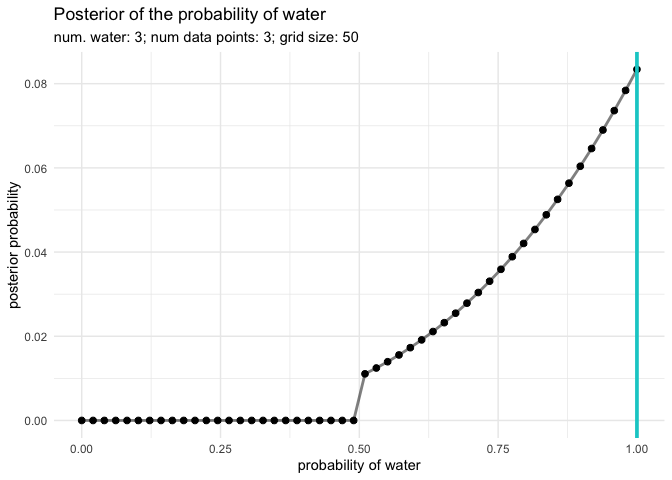 Posterior of the probability of water
num. water: 3; num data points: 3; grid size: 50
0.08
0.06
0.04
0.02
0.00
posterior probability
0.00 0.25 0.50 0.75 1.00
probability of water